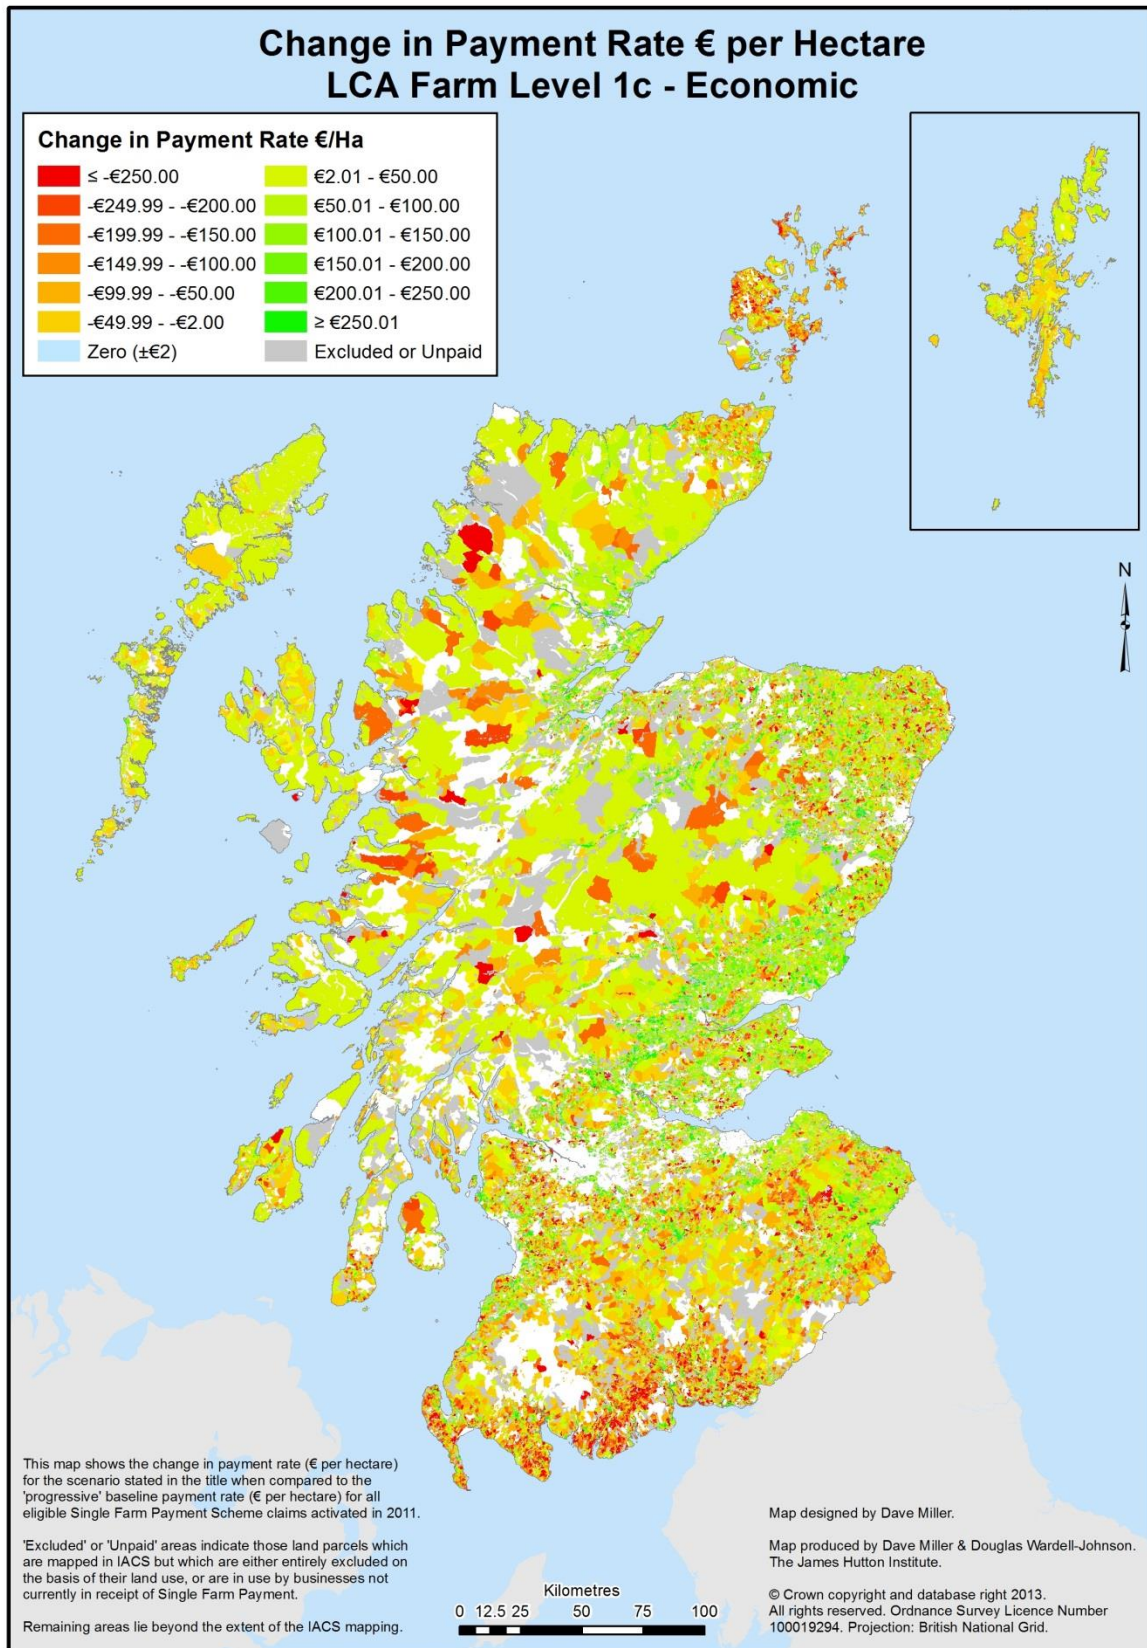 Change in Payment Rate € per Hectare
LCA Farm Level 1c - Economic
Change in Payment Rate €/Ha
≤ -€250.00
-€249.99 - -€200.00
-€199.99 - -€150.00
-€149.99 - -€100.00
-€99.99 - -€50.00
-€49.99 - -€2.00
Zero (±€2)
€2.01 - €50.00
€50.01 - €100.00
€100.01 - €150.00
€150.01 - €200.00
€200.01 - €250.00
≥ €250.01
Excluded or Unpaid
N
This map shows the change in payment rate (€ per hectare)
for the scenario stated in the title when compared to the
'progressive' baseline payment rate (€ per hectare) for all
eligible Single Farm Payment Scheme claims activated in 2011.
'Excluded' or 'Unpaid' areas indicate those land parcels which
are mapped in IACS but which are either entirely excluded on
the basis of their land use, or are in use by businesses not
currently in receipt of Single Farm Payment.
Remaining areas lie beyond the extent of the IACS mapping.
Kilometres
0 12.5 25 50 75 100
Map designed by Dave Miller.
Map produced by Dave Miller & Douglas Wardell-Johnson.
The James Hutton Institute.
© Crown copyright and database right 2013.
All rights reserved. Ordnance Survey Licence Number
100019294. Projection: British National Grid.